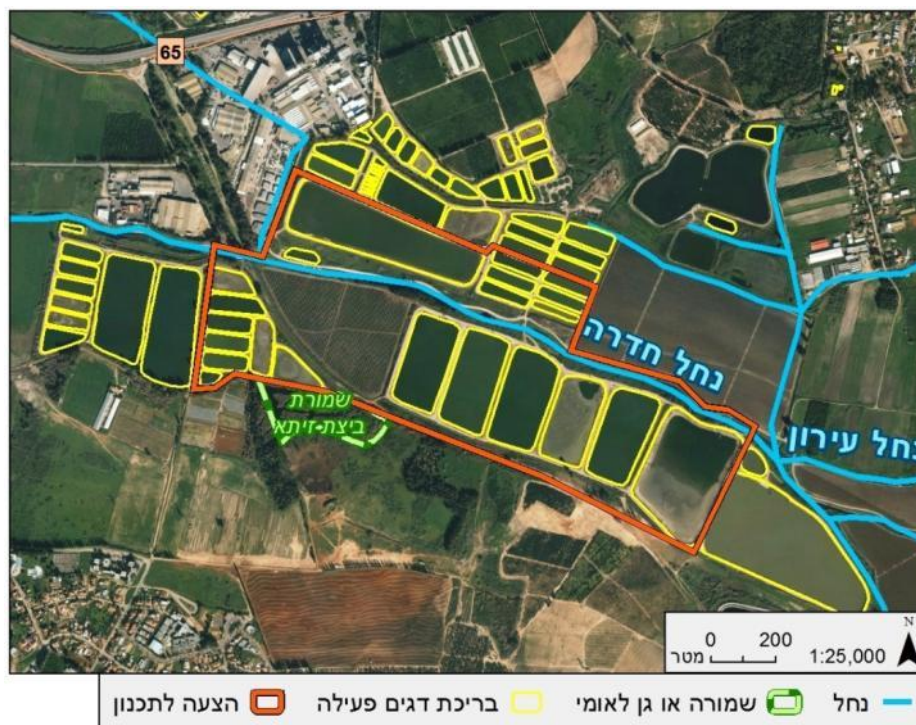 65
נחל חדרה
נחל עירון
שמורת
ביצת-זיתא
N
0 200
מטר
1:25,000
נחל שמורה או גן לאומי בריכת דגים פעילה הצעה לתכנון